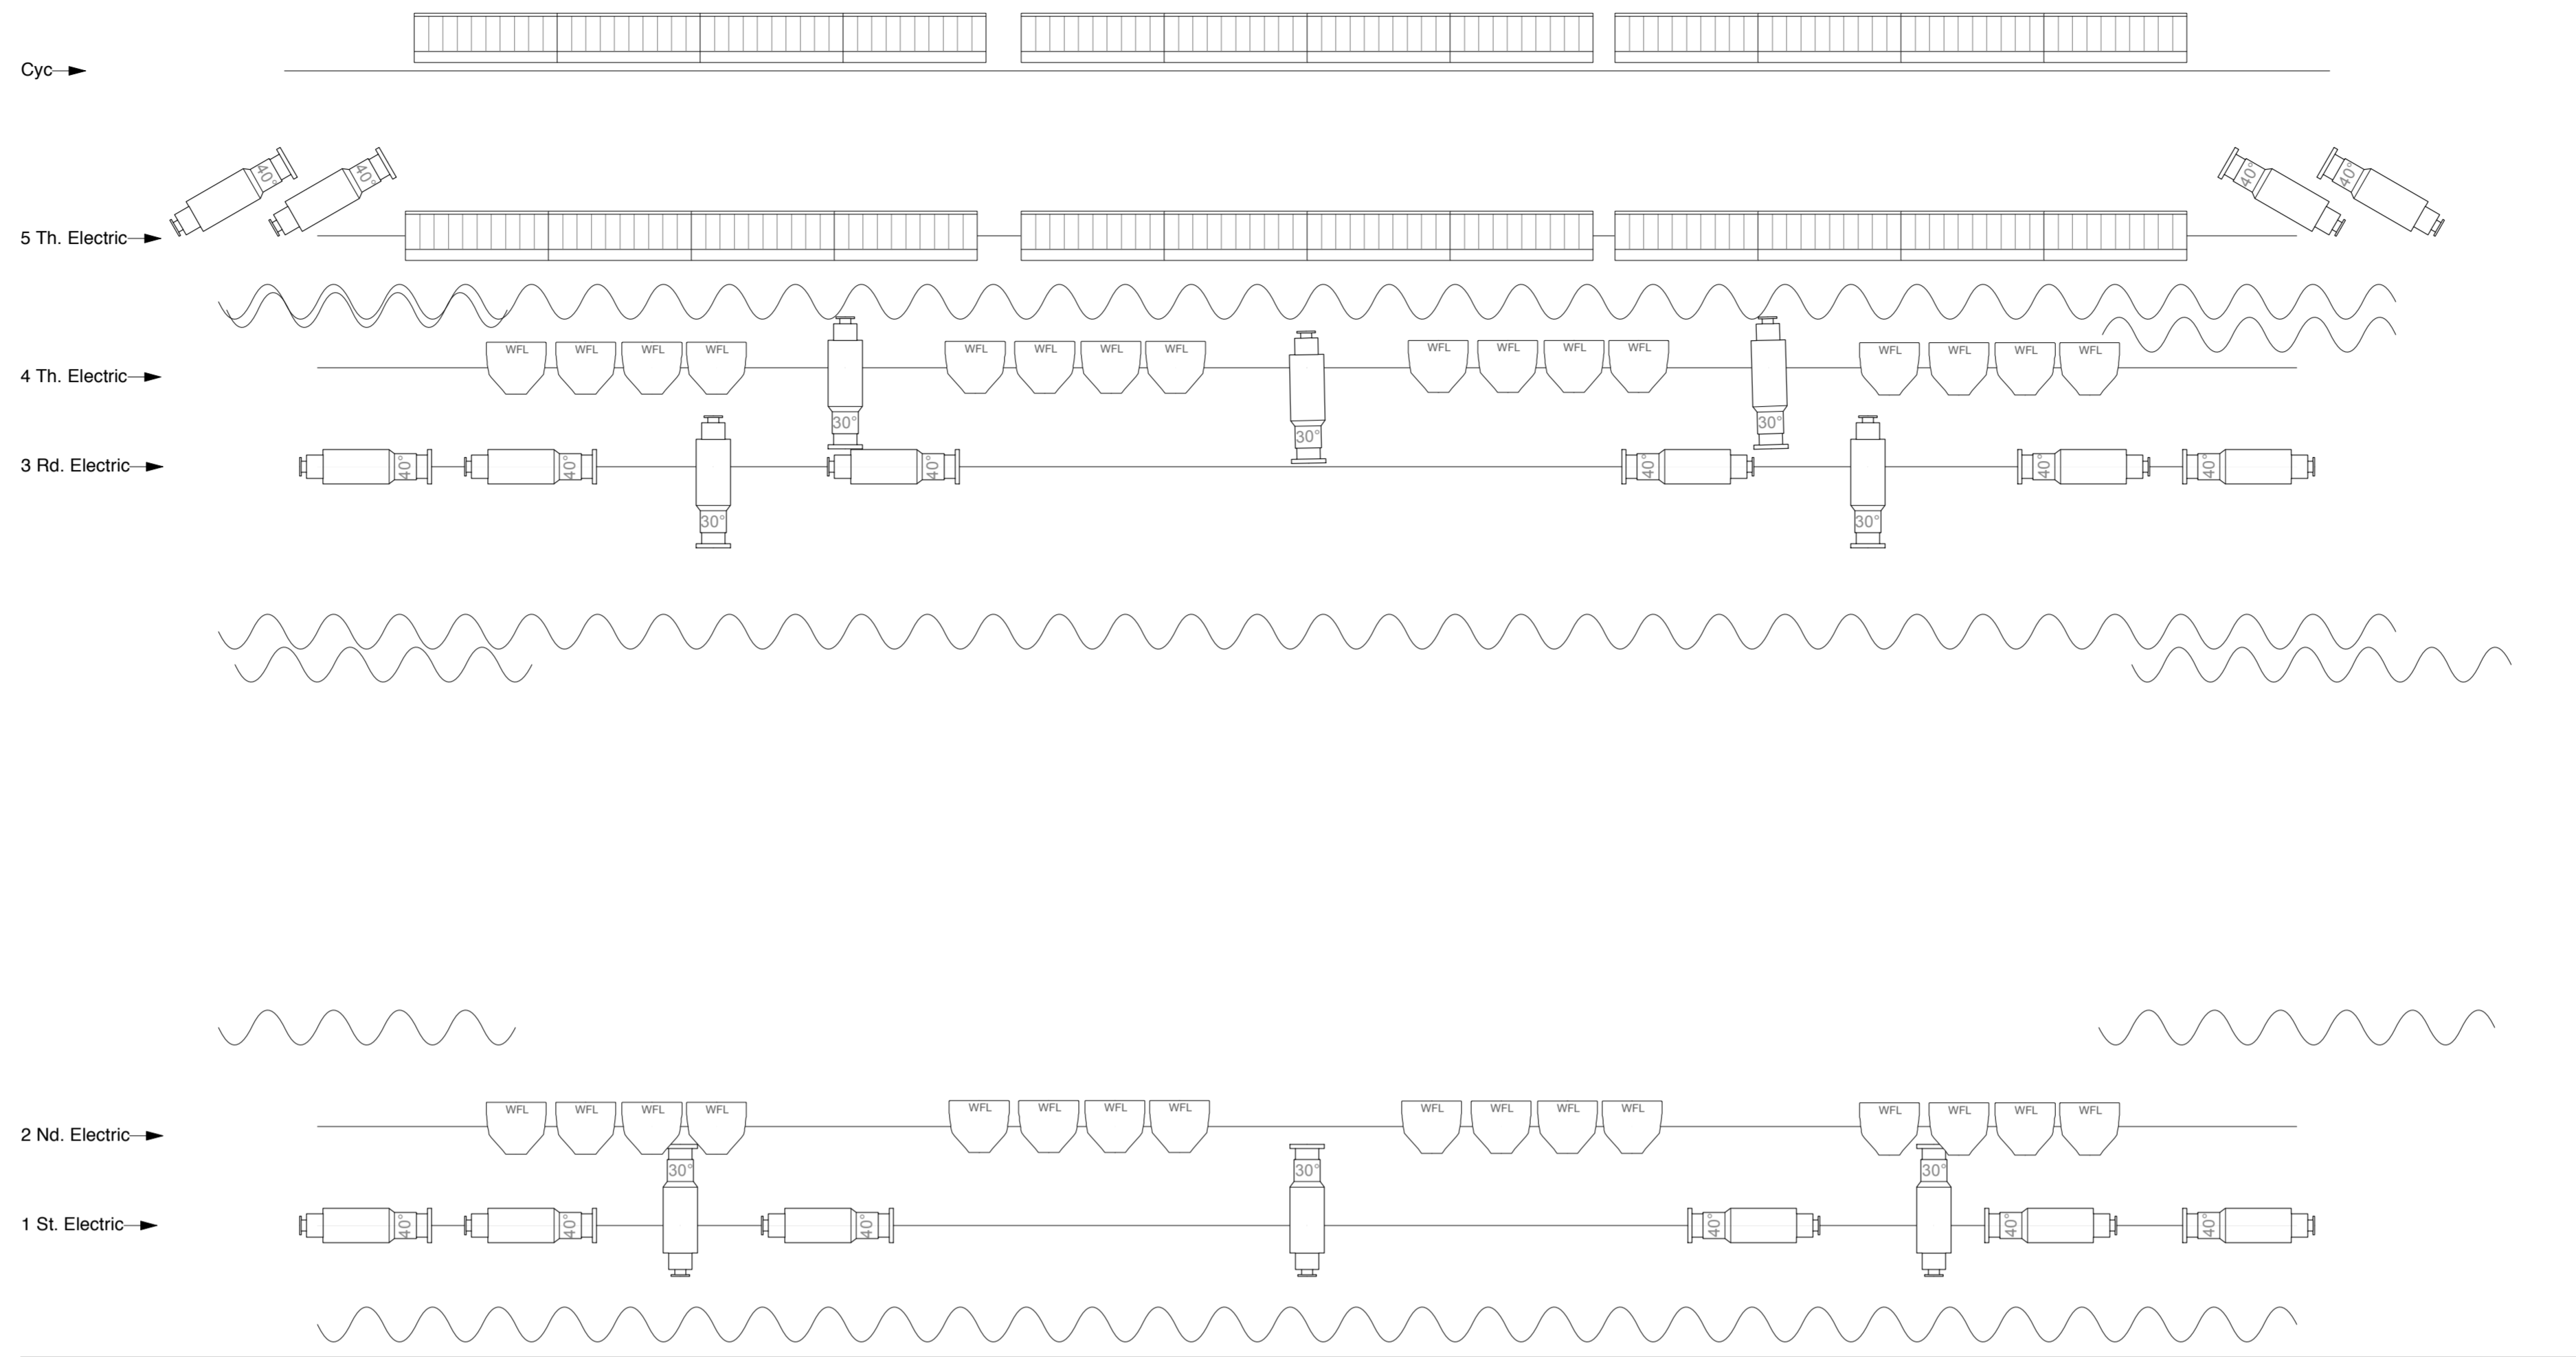 Cyc
40° 40° 40° 40°
5 Th. Electric
WFL WFL WFL WFL WFL WFL WFL WFL WFL WFL WFL WFL WFL WFL WFL WFL
4 Th. Electric
30° 30° 30°
3 Rd. Electric 40° 40° 40° 40° 40° 40°
30° 30°
WFL WFL WFL WFL WFL WFL WFL WFL WFL WFL WFL WFL WFL WFL WFL WFL
2 Nd. Electric
30° 30° 30°
1 St. Electric 40° 40° 40° 40° 40° 40°